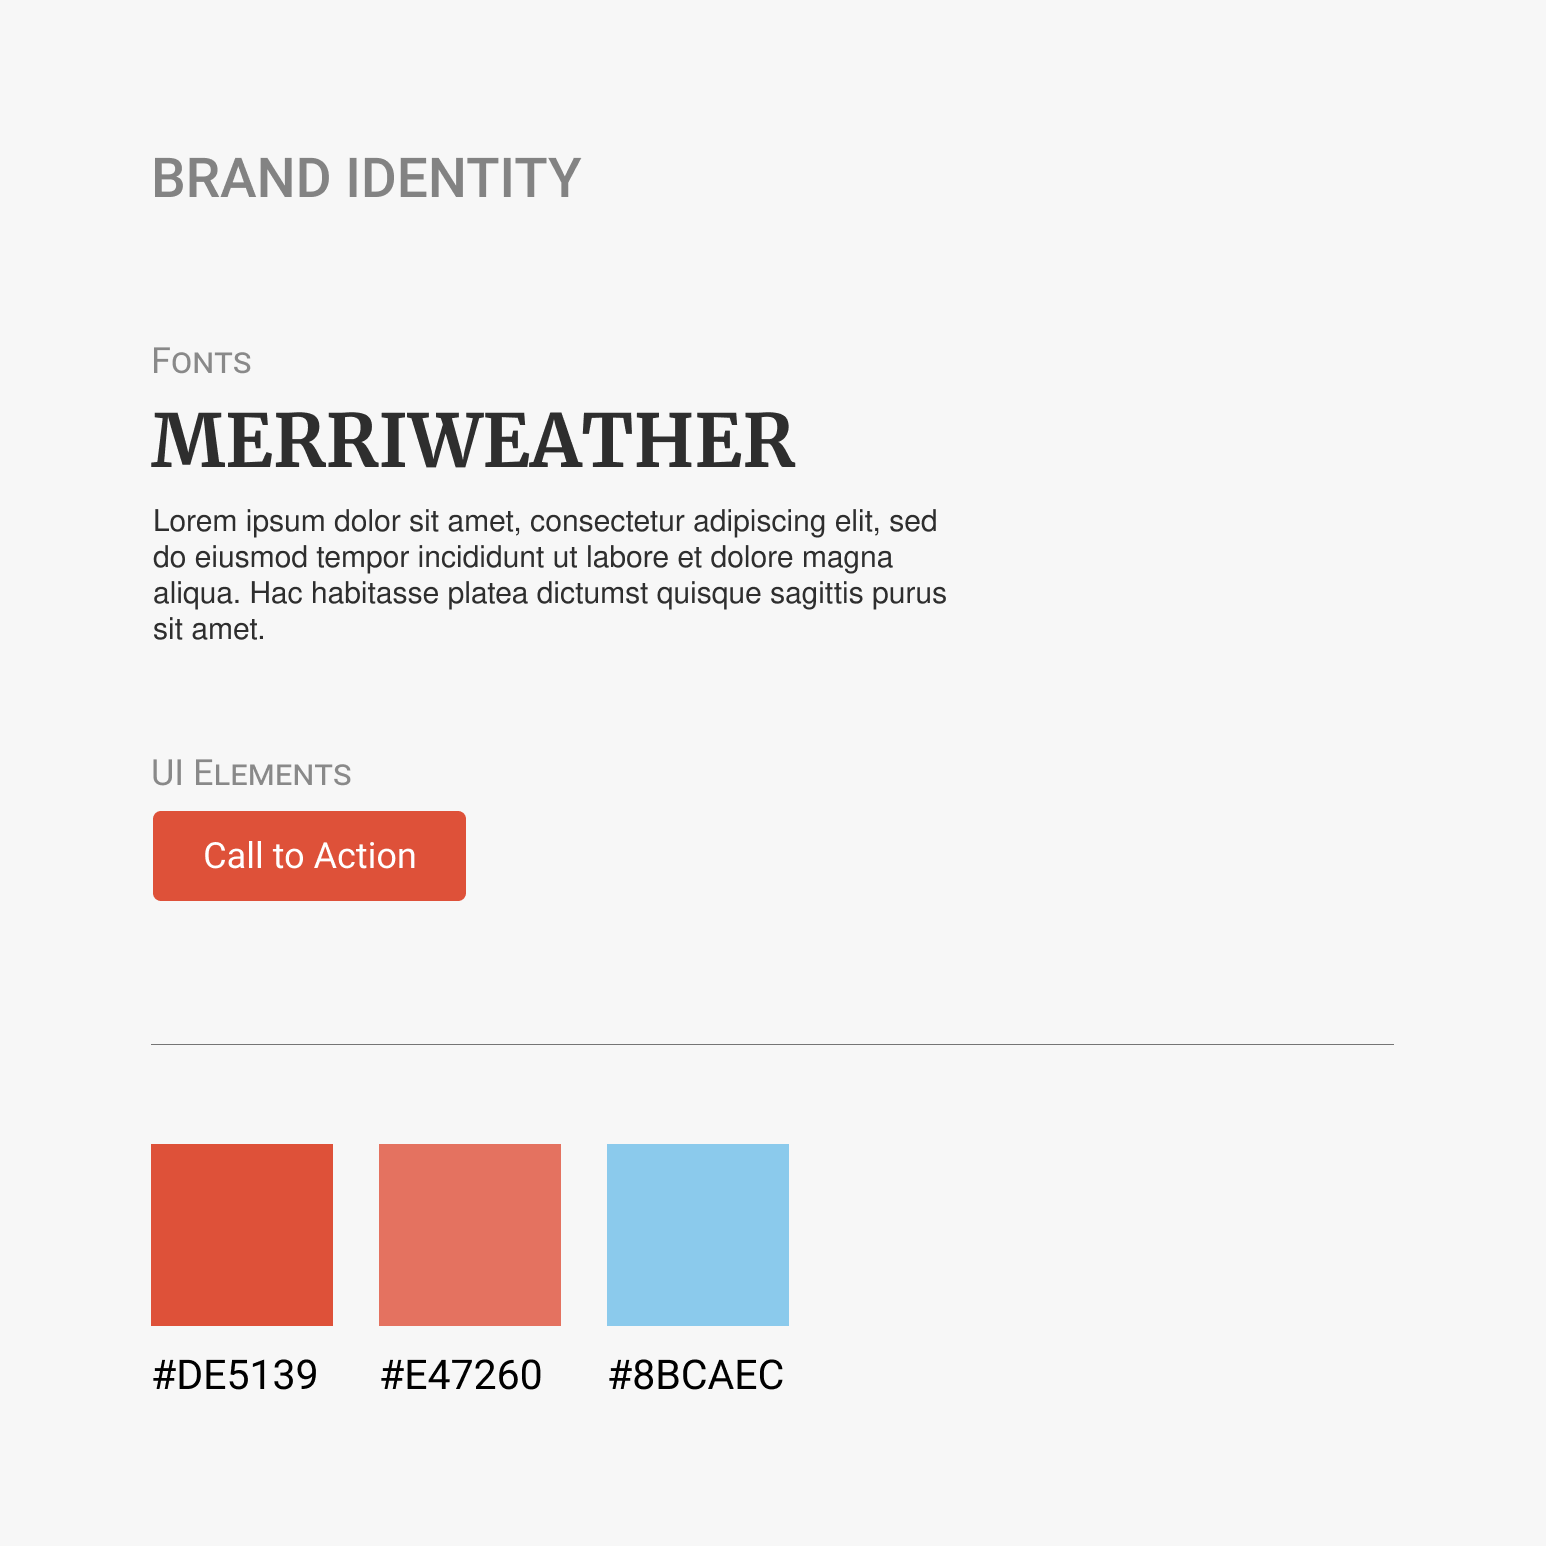 BRAND IDENTITY
Fonts
MERRIWEATHER
Lorem ipsum dolor sit amet, consectetur adipiscing elit, sed
do eiusmod tempor incididunt ut labore et dolore magna
aliqua. Hac habitasse platea dictumst quisque sagittis purus
sit amet.
UI Elements
Call to Action
#DE5139 #E47260 #8BCAEC